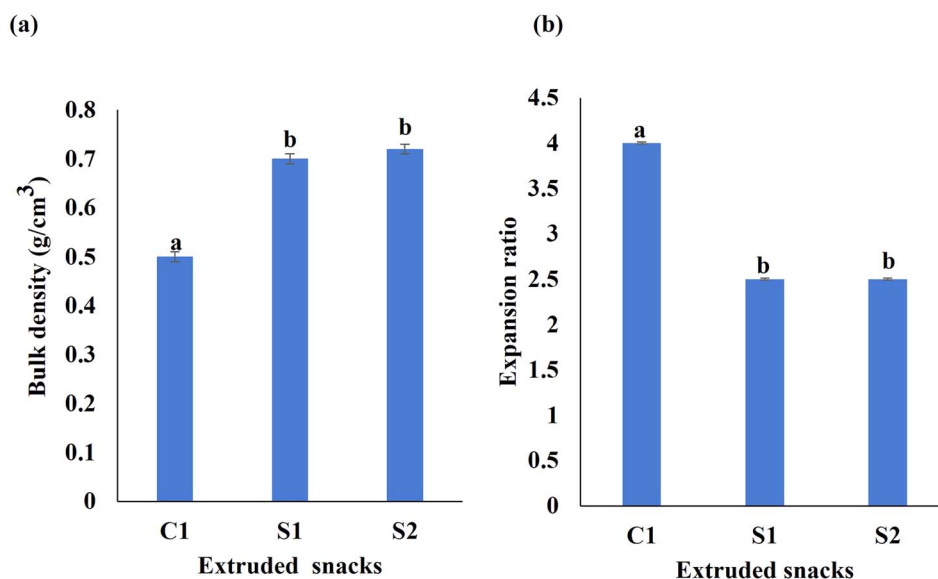 (a)
Bulk density (g/cm³)
0.8
0.7
0.6
0.5
0.4
0.3
0.2
0.1
0
a
b
b
C1 S1 S2
Extruded snacks
(b)
Expansion ratio
4.5
4
3.5
3
2.5
2
1.5
1
0.5
0
a
b
b
C1 S1 S2
Extruded snacks